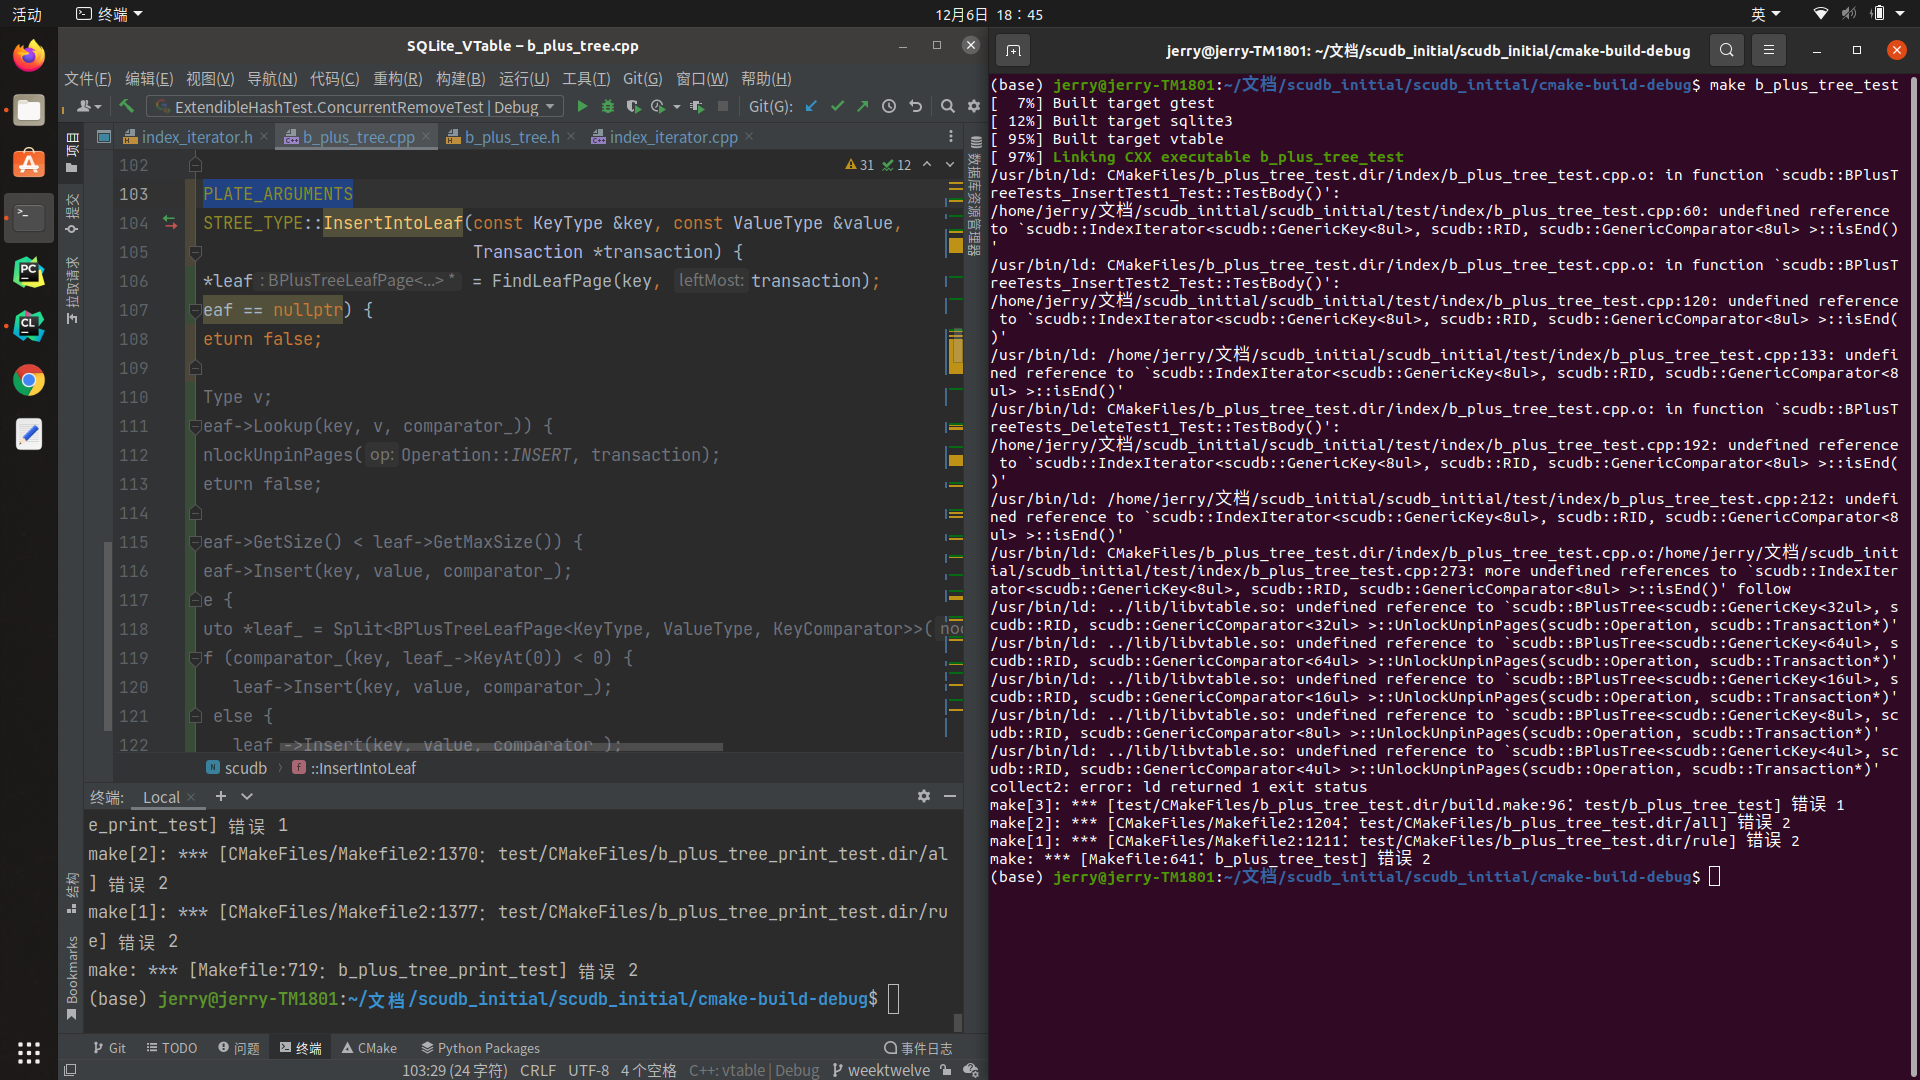 活动
终端
12月6日 18：45
英
SQLite_VTable – b_plus_tree.cpp
文件(F) 编辑(E) 视图(V) 导航(N) 代码(C) 重构(R) 构建(B) 运行(U) 工具(T) Git(G) 窗口(W) 帮助(H)
ExtendibleHashTest.ConcurrentRemoveTest | Debug
Git(G):
index_iterator.h
b_plus_tree.cpp
b_plus_tree.h
index_iterator.cpp
项目
提交
拉取请求
结构
Bookmarks
数据库
资源管理器
31 12
102
103 PLATE_ARGUMENTS
104 STREE_TYPE::InsertIntoLeaf(const KeyType &key, const ValueType &value,
105 Transaction *transaction) {
106 *leaf : BPlusTreeLeafPage<...> * = FindLeafPage(key, leftMost: transaction);
107 eaf == nullptr) {
108 eturn false;
109
110 Type v;
111 eaf->Lookup(key, v, comparator_)) {
112 nlockUnpinPages( op: Operation::INSERT, transaction);
113 eturn false;
114
115 eaf->GetSize() < leaf->GetMaxSize()) {
116 eaf->Insert(key, value, comparator_);
117 e {
118 uto *leaf_ = Split<BPlusTreeLeafPage<KeyType, ValueType, KeyComparator>>( noc
119 f (comparator_(key, leaf_->KeyAt(0)) < 0) {
120 leaf->Insert(key, value, comparator_);
121 else {
122 leaf_->Insert(key, value, comparator_);
scudb ::InsertIntoLeaf
终端: Local
e_print_test] 错误 1
make[2]: *** [CMakeFiles/Makefile2:1370：test/CMakeFiles/b_plus_tree_print_test.dir/al
] 错误 2
make[1]: *** [CMakeFiles/Makefile2:1377：test/CMakeFiles/b_plus_tree_print_test.dir/ru
e] 错误 2
make: *** [Makefile:719：b_plus_tree_print_test] 错误 2
(base) jerry@jerry-TM1801:~/文档/scudb_initial/scudb_initial/cmake-build-debug$
Git TODO 问题 终端 CMake Python Packages 事件日志
103:29 (24 字符) CRLF UTF-8 4 个空格 C++: vtable | Debug weektwelve
jerry@jerry-TM1801: ~/文档/scudb_initial/scudb_initial/cmake-build-debug
(base) jerry@jerry-TM1801:~/文档/scudb_initial/scudb_initial/cmake-build-debug$ make b_plus_tree_test
[  7%] Built target gtest
[ 12%] Built target sqlite3
[ 95%] Built target vtable
[ 97%] Linking CXX executable b_plus_tree_test
/usr/bin/ld: CMakeFiles/b_plus_tree_test.dir/index/b_plus_tree_test.cpp.o: in function `scudb::BPlusT
reeTests_InsertTest1_Test::TestBody()':
/home/jerry/文档/scudb_initial/scudb_initial/test/index/b_plus_tree_test.cpp:60: undefined reference
to `scudb::IndexIterator<scudb::GenericKey<8ul>, scudb::RID, scudb::GenericComparator<8ul> >::isEnd()
'
/usr/bin/ld: CMakeFiles/b_plus_tree_test.dir/index/b_plus_tree_test.cpp.o: in function `scudb::BPlusT
reeTests_InsertTest2_Test::TestBody()':
/home/jerry/文档/scudb_initial/scudb_initial/test/index/b_plus_tree_test.cpp:120: undefined reference
 to `scudb::IndexIterator<scudb::GenericKey<8ul>, scudb::RID, scudb::GenericComparator<8ul> >::isEnd(
)'
/usr/bin/ld: /home/jerry/文档/scudb_initial/scudb_initial/test/index/b_plus_tree_test.cpp:133: undefi
ned reference to `scudb::IndexIterator<scudb::GenericKey<8ul>, scudb::RID, scudb::GenericComparator<8
ul> >::isEnd()'
/usr/bin/ld: CMakeFiles/b_plus_tree_test.dir/index/b_plus_tree_test.cpp.o: in function `scudb::BPlusT
reeTests_DeleteTest1_Test::TestBody()':
/home/jerry/文档/scudb_initial/scudb_initial/test/index/b_plus_tree_test.cpp:192: undefined reference
 to `scudb::IndexIterator<scudb::GenericKey<8ul>, scudb::RID, scudb::GenericComparator<8ul> >::isEnd(
)'
/usr/bin/ld: /home/jerry/文档/scudb_initial/scudb_initial/test/index/b_plus_tree_test.cpp:212: undefi
ned reference to `scudb::IndexIterator<scudb::GenericKey<8ul>, scudb::RID, scudb::GenericComparator<8
ul> >::isEnd()'
/usr/bin/ld: CMakeFiles/b_plus_tree_test.dir/index/b_plus_tree_test.cpp.o:/home/jerry/文档/scudb_init
ial/scudb_initial/test/index/b_plus_tree_test.cpp:273: more undefined references to `scudb::IndexIter
ator<scudb::GenericKey<8ul>, scudb::RID, scudb::GenericComparator<8ul> >::isEnd()' follow
/usr/bin/ld: ../lib/libvtable.so: undefined reference to `scudb::BPlusTree<scudb::GenericKey<32ul>, s
cudb::RID, scudb::GenericComparator<32ul> >::UnlockUnpinPages(scudb::Operation, scudb::Transaction*)'
/usr/bin/ld: ../lib/libvtable.so: undefined reference to `scudb::BPlusTree<scudb::GenericKey<64ul>, s
cudb::RID, scudb::GenericComparator<64ul> >::UnlockUnpinPages(scudb::Operation, scudb::Transaction*)'
/usr/bin/ld: ../lib/libvtable.so: undefined reference to `scudb::BPlusTree<scudb::GenericKey<16ul>, s
cudb::RID, scudb::GenericComparator<16ul> >::UnlockUnpinPages(scudb::Operation, scudb::Transaction*)'
/usr/bin/ld: ../lib/libvtable.so: undefined reference to `scudb::BPlusTree<scudb::GenericKey<8ul>, sc
udb::RID, scudb::GenericComparator<8ul> >::UnlockUnpinPages(scudb::Operation, scudb::Transaction*)'
/usr/bin/ld: ../lib/libvtable.so: undefined reference to `scudb::BPlusTree<scudb::GenericKey<4ul>, sc
udb::RID, scudb::GenericComparator<4ul> >::UnlockUnpinPages(scudb::Operation, scudb::Transaction*)'
collect2: error: ld returned 1 exit status
make[3]: *** [test/CMakeFiles/b_plus_tree_test.dir/build.make:96：test/b_plus_tree_test] 错误 1
make[2]: *** [CMakeFiles/Makefile2:1204：test/CMakeFiles/b_plus_tree_test.dir/all] 错误 2
make[1]: *** [CMakeFiles/Makefile2:1211：test/CMakeFiles/b_plus_tree_test.dir/rule] 错误 2
make: *** [Makefile:641：b_plus_tree_test] 错误 2
(base) jerry@jerry-TM1801:~/文档/scudb_initial/scudb_initial/cmake-build-debug$